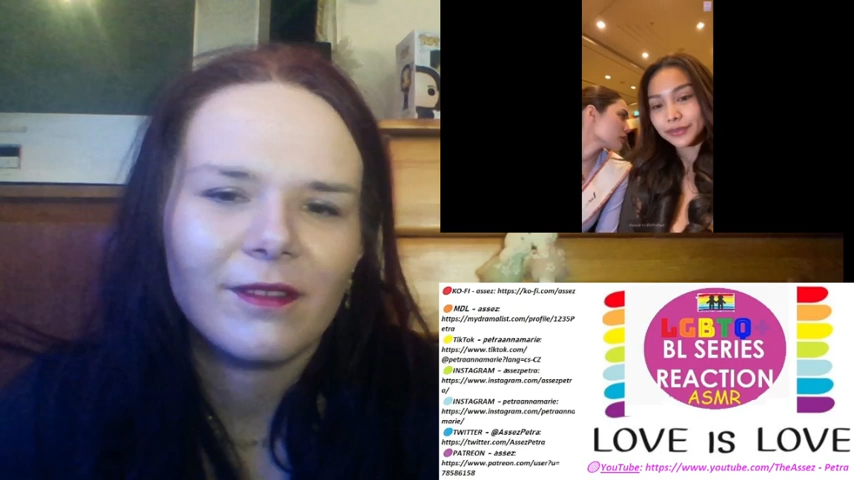 KO-FI - assez: https://ko-fi.com/assez
MDL - assez:
https://mydramalist.com/profile/1235P
etra
TikTok - petraannamarie:
https://www.tiktok.com/
@petraannamarie?lang=cs-CZ
INSTAGRAM - assezpetra:
https://www.instagram.com/assezpetr
a/
INSTAGRAM - petraannamarie:
https://www.instagram.com/petraanna
marie/
TWITTER - @AssezPetra:
https://twitter.com/AssezPetra
PATREON - assez:
https://www.patreon.com/user?u=
78586158
LGBTQ+
BL SERIES
REACTION
ASMR
LOVE IS LOVE
YouTube: https://www.youtube.com/TheAssez - Petra